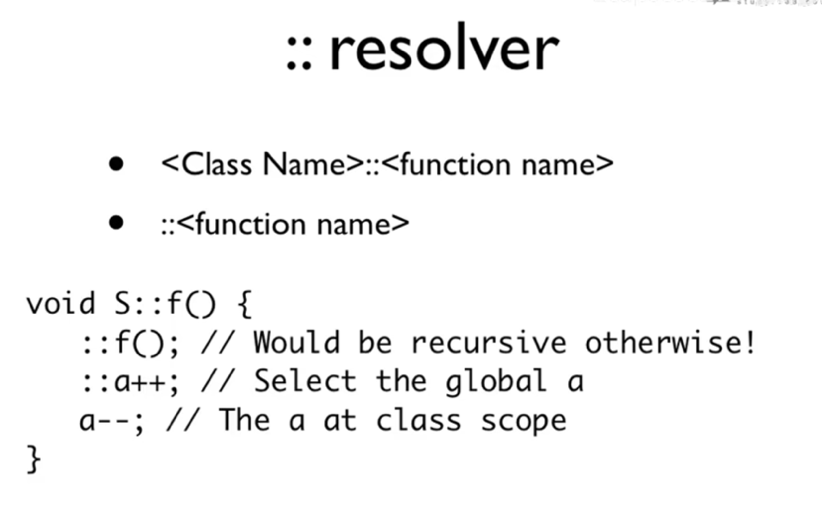 :: resolver
• <Class Name>::<function name>
• ::<function name>
void S::f() {
::f(); // Would be recursive otherwise!
::a++; // Select the global a
a--; // The a at class scope
}